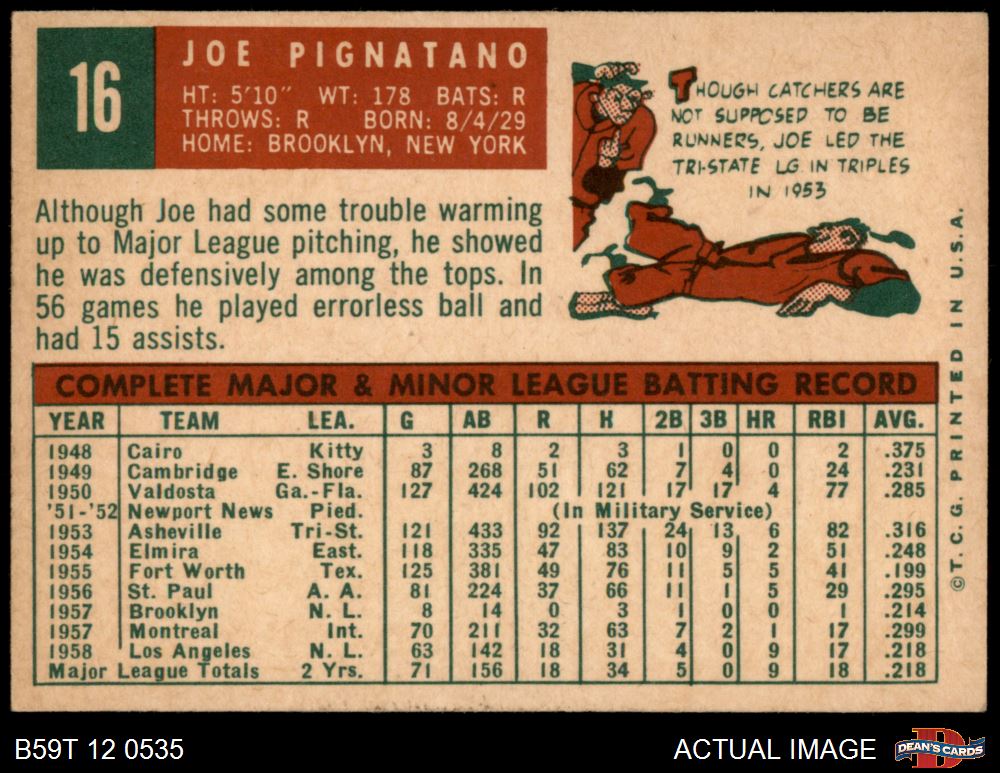 16
JOE PIGNATANO
HT: 5'10" WT: 178 BATS: R
THROWS: R BORN: 8/4/29
HOME: BROOKLYN, NEW YORK
THOUGH CATCHERS ARE
NOT SUPPOSED TO BE
RUNNERS, JOE LED THE
TRI-STATE LG. IN TRIPLES
IN 1953
Although Joe had some trouble warming
up to Major League pitching, he showed
he was defensively among the tops. In
56 games he played errorless ball and
had 15 assists.
COMPLETE MAJOR & MINOR LEAGUE BATTING RECORD
YEAR TEAM LEA. G AB R H 2B 3B HR RBI AVG.
1948 Cairo Kitty 3 8 2 3 1 0 0 2 .375
1949 Cambridge E. Shore 87 268 51 62 7 4 0 24 .231
1950 Valdosta Ga.-Fla. 127 424 102 121 17 17 4 77 .285
'51-'52 Newport News Pied. (In Military Service)
1953 Asheville Tri-St. 121 433 92 137 24 13 6 82 .316
1954 Elmira East. 118 335 47 83 10 9 2 51 .248
1955 Fort Worth Tex. 125 381 49 76 11 5 5 41 .199
1956 St. Paul A. A. 81 224 37 66 11 1 5 29 .295
1957 Brooklyn N. L. 8 14 0 3 1 0 0 1 .214
1957 Montreal Int. 70 211 32 63 7 2 1 17 .299
1958 Los Angeles N. L. 63 142 18 31 4 0 9 17 .218
Major League Totals 2 Yrs. 71 156 18 34 5 0 9 18 .218
©T. C. G. PRINTED IN U.S.A.
B59T 12 0535
ACTUAL IMAGE
D
DEAN'S CARDS